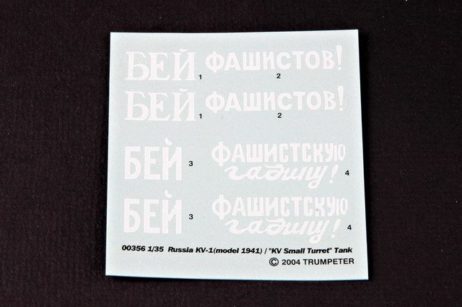 БЕЙ 1 ФАШИСТОВ! 2
БЕЙ 1 ФАШИСТОВ! 2
БЕЙ 3 ФАШИСТСКУЮ
гадину! 4
БЕЙ 3 ФАШИСТСКУЮ
гадину! 4
00356 1/35 Russia KV-1(model 1941) / "KV Small Turret" Tank
© 2004 TRUMPETER